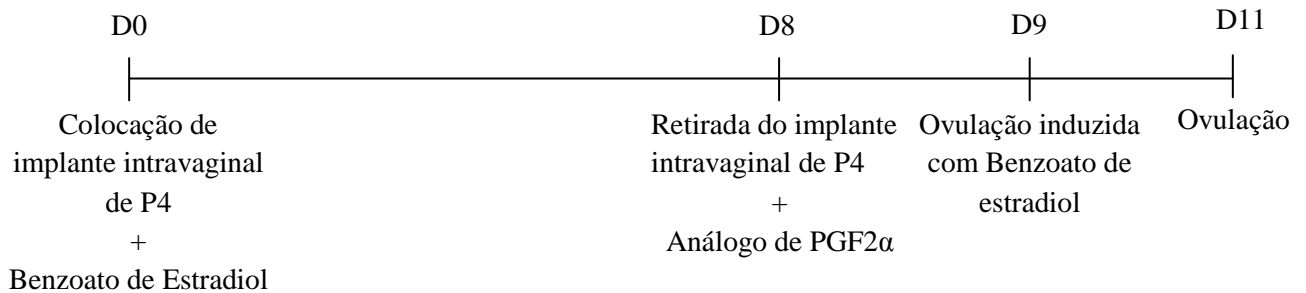 D0
D8
D9
D11
Colocação de
implante intravaginal
de P4
+
Benzoato de Estradiol
Retirada do implante
intravaginal de P4
+
Análogo de PGF2α
Ovulação induzida
com Benzoato de
estradiol
Ovulação